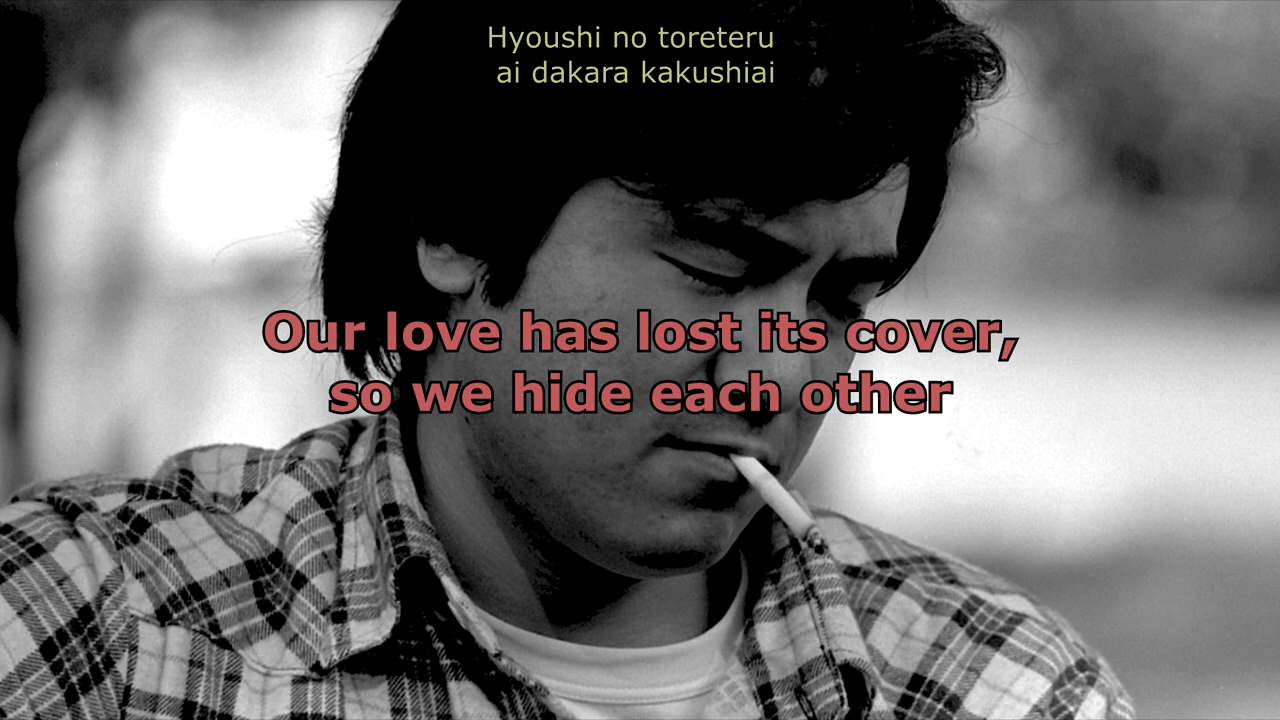 Hyoushi no toreteru
ai dakara kakushiai
Our love has lost its cover,
so we hide each other